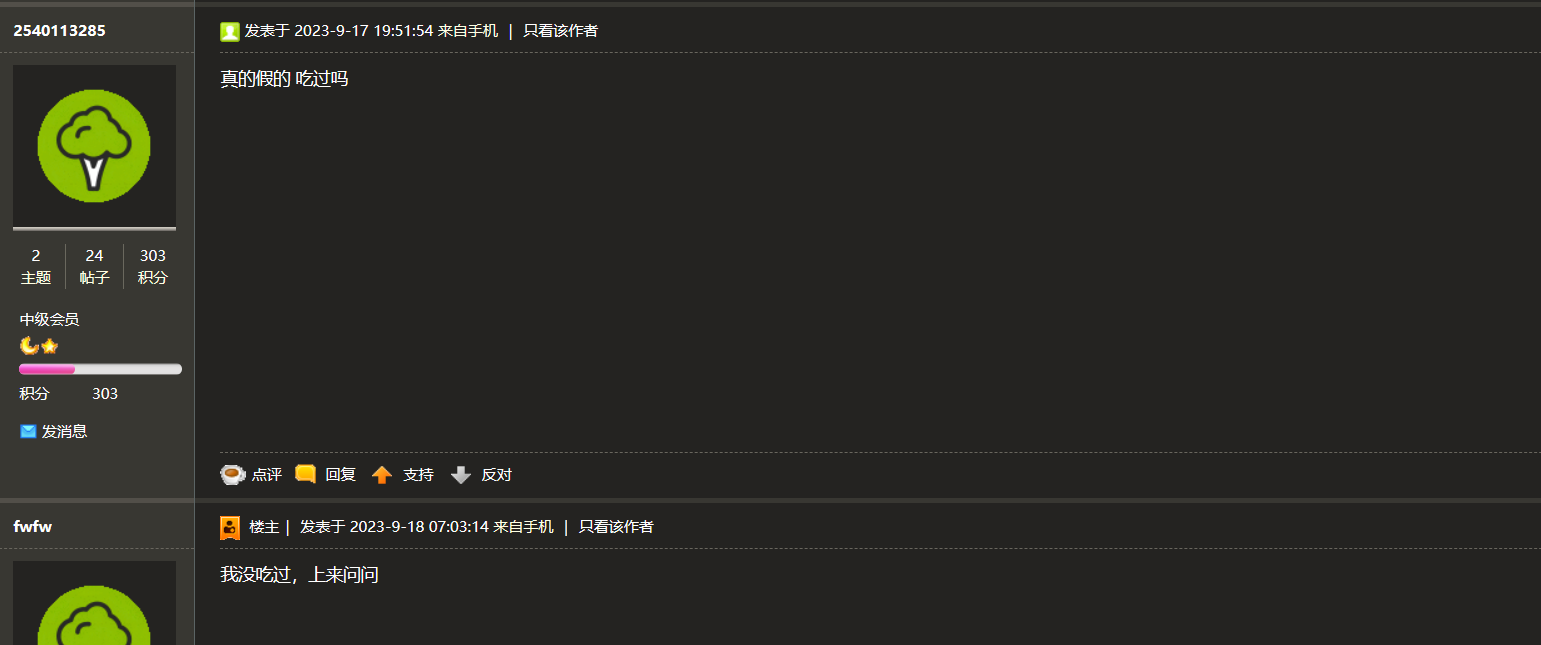 2540113285
发表于 2023-9-17 19:51:54 来自手机 | 只看该作者
真的假的 吃过吗
2 24 303
主题 帖子 积分
中级会员
积分 303
发消息
点评 回复 支持 反对
fwfw
楼主| 发表于 2023-9-18 07:03:14 来自手机 | 只看该作者
我没吃过，上来问问